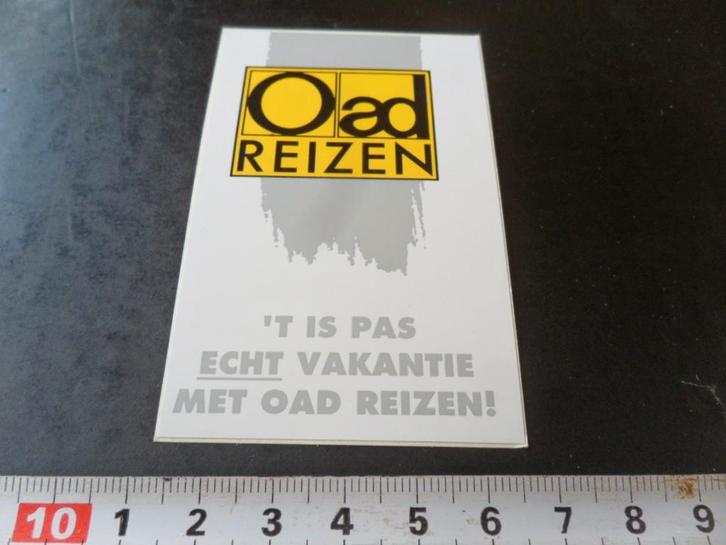 Oad
REIZEN
'T IS PAS
ECHT VAKANTIE
MET OAD REIZEN!
10 1 2 3 4 5 6 7 8 9